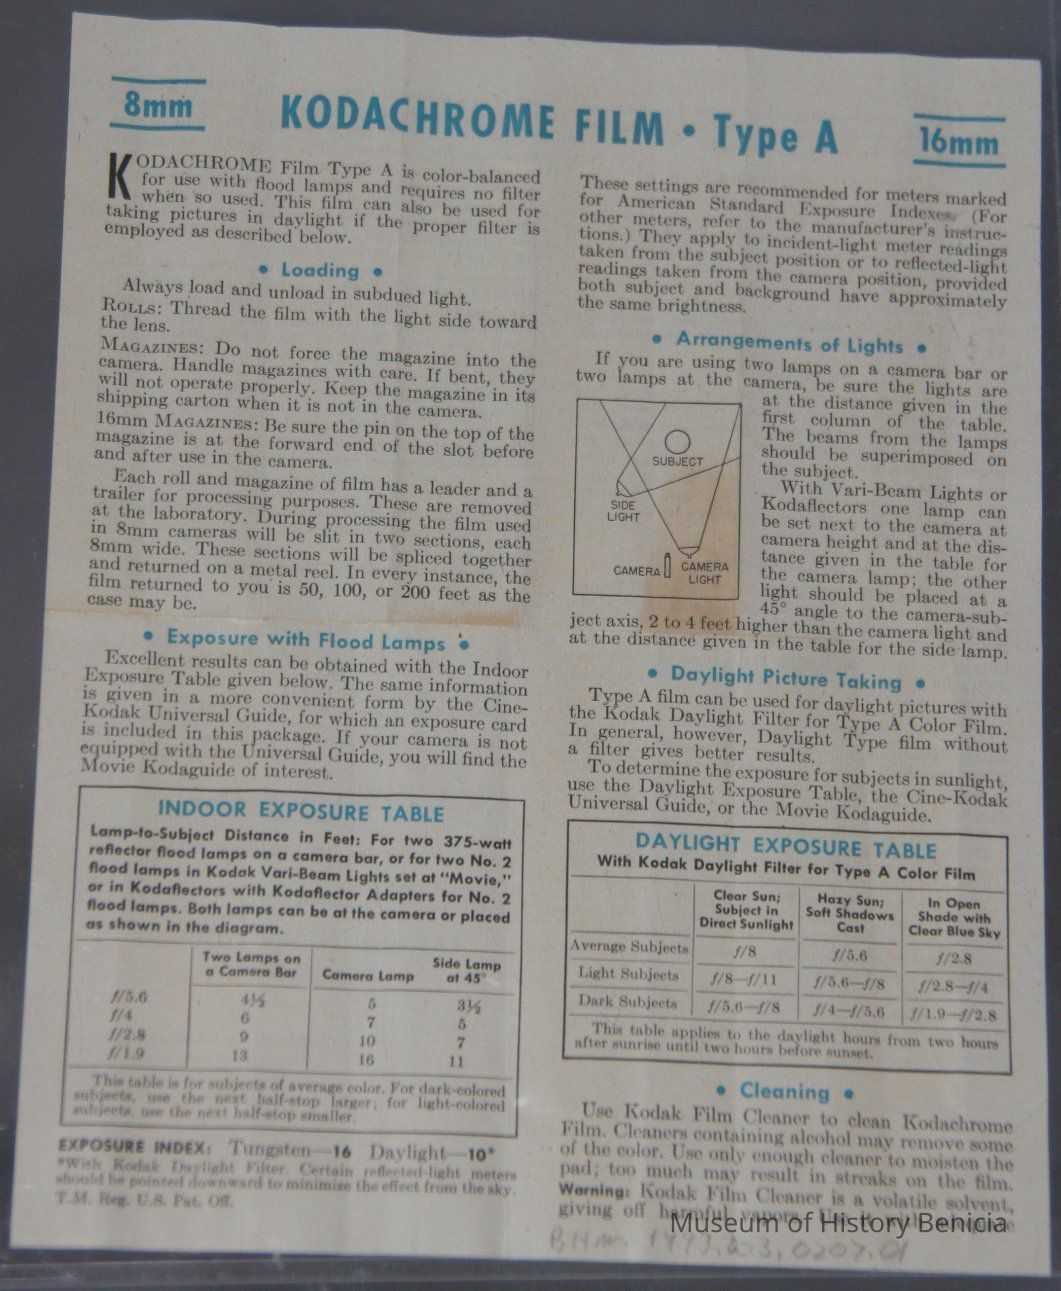 8mm
KODACHROME FILM • Type A
16mm
KODACHROME Film Type A is color-balanced
for use with flood lamps and requires no filter
when so used. This film can also be used for
taking pictures in daylight if the proper filter is
employed as described below.
• Loading •
Always load and unload in subdued light.
ROLLS: Thread the film with the light side toward
the lens.
MAGAZINES: Do not force the magazine into the
camera. Handle magazines with care. If bent, they
will not operate properly. Keep the magazine in its
shipping carton when it is not in the camera.
16mm MAGAZINES: Be sure the pin on the top of the
magazine is at the forward end of the slot before
and after use in the camera.
Each roll and magazine of film has a leader and a
trailer for processing purposes. These are removed
at the laboratory. During processing the film used
in 8mm cameras will be slit in two sections, each
8mm wide. These sections will be spliced together
and returned on a metal reel. In every instance, the
film returned to you is 50, 100, or 200 feet as the
case may be.
• Exposure with Flood Lamps •
Excellent results can be obtained with the Indoor
Exposure Table given below. The same information
is given in a more convenient form by the Cine-
Kodak Universal Guide, for which an exposure card
is included in this package. If your camera is not
equipped with the Universal Guide, you will find the
Movie Kodaguide of interest.
INDOOR EXPOSURE TABLE
Lamp-to-Subject Distance in Feet: For two 375-watt
reflector flood lamps on a camera bar, or for two No. 2
flood lamps in Kodak Vari-Beam Lights set at "Movie,"
or in Kodaflectors with Kodaflector Adapters for No. 2
flood lamps. Both lamps can be at the camera or placed
as shown in the diagram.
Two Lamps on
a Camera Bar
Camera Lamp
Side Lamp
at 45°
f/5.6 4½ 5 3½
f/4 6 7 5
f/2.8 9 10 7
f/1.9 13 16 11
This table is for subjects of average color. For dark-colored
subjects, use the next half-stop larger; for light-colored
subjects, use the next half-stop smaller.
EXPOSURE INDEX: Tungsten—16 Daylight—10*
*With Kodak Daylight Filter. Certain reflected-light meters
should be pointed downward to minimize the effect from the sky.
T.M. Reg. U.S. Pat. Off.
These settings are recommended for meters marked
for American Standard Exposure Indexes. (For
other meters, refer to the manufacturer's instruc-
tions.) They apply to incident-light meter readings
taken from the subject position or to reflected-light
readings taken from the camera position, provided
both subject and background have approximately
the same brightness.
• Arrangements of Lights •
If you are using two lamps on a camera bar or
two lamps at the camera, be sure the lights are
at the distance given in the
first column of the table.
The beams from the lamps
should be superimposed on
the subject.
With Vari-Beam Lights or
Kodaflectors one lamp can
be set next to the camera at
camera height and at the dis-
tance given in the table for
the camera lamp; the other
light should be placed at a
45° angle to the camera-sub-
ject axis, 2 to 4 feet higher than the camera light and
at the distance given in the table for the side lamp.
SUBJECT
SIDE
LIGHT
CAMERA
CAMERA
LIGHT
• Daylight Picture Taking •
Type A film can be used for daylight pictures with
the Kodak Daylight Filter for Type A Color Film.
In general, however, Daylight Type film without
a filter gives better results.
To determine the exposure for subjects in sunlight,
use the Daylight Exposure Table, the Cine-Kodak
Universal Guide, or the Movie Kodaguide.
DAYLIGHT EXPOSURE TABLE
With Kodak Daylight Filter for Type A Color Film
Clear Sun;
Subject in
Direct Sunlight
Hazy Sun;
Soft Shadows
Cast
In Open
Shade with
Clear Blue Sky
Average Subjects f/8 f/5.6 f/2.8
Light Subjects f/8—f/11 f/5.6—f/8 f/2.8—f/4
Dark Subjects f/5.6—f/8 f/4—f/5.6 f/1.9—f/2.8
This table applies to the daylight hours from two hours
after sunrise until two hours before sunset.
• Cleaning •
Use Kodak Film Cleaner to clean Kodachrome
Film. Cleaners containing alcohol may remove some
of the color. Use only enough cleaner to moisten the
pad; too much may result in streaks on the film.
Warning: Kodak Film Cleaner is a volatile solvent,
giving off harmful vapors. Use it with
Museum of History Benicia